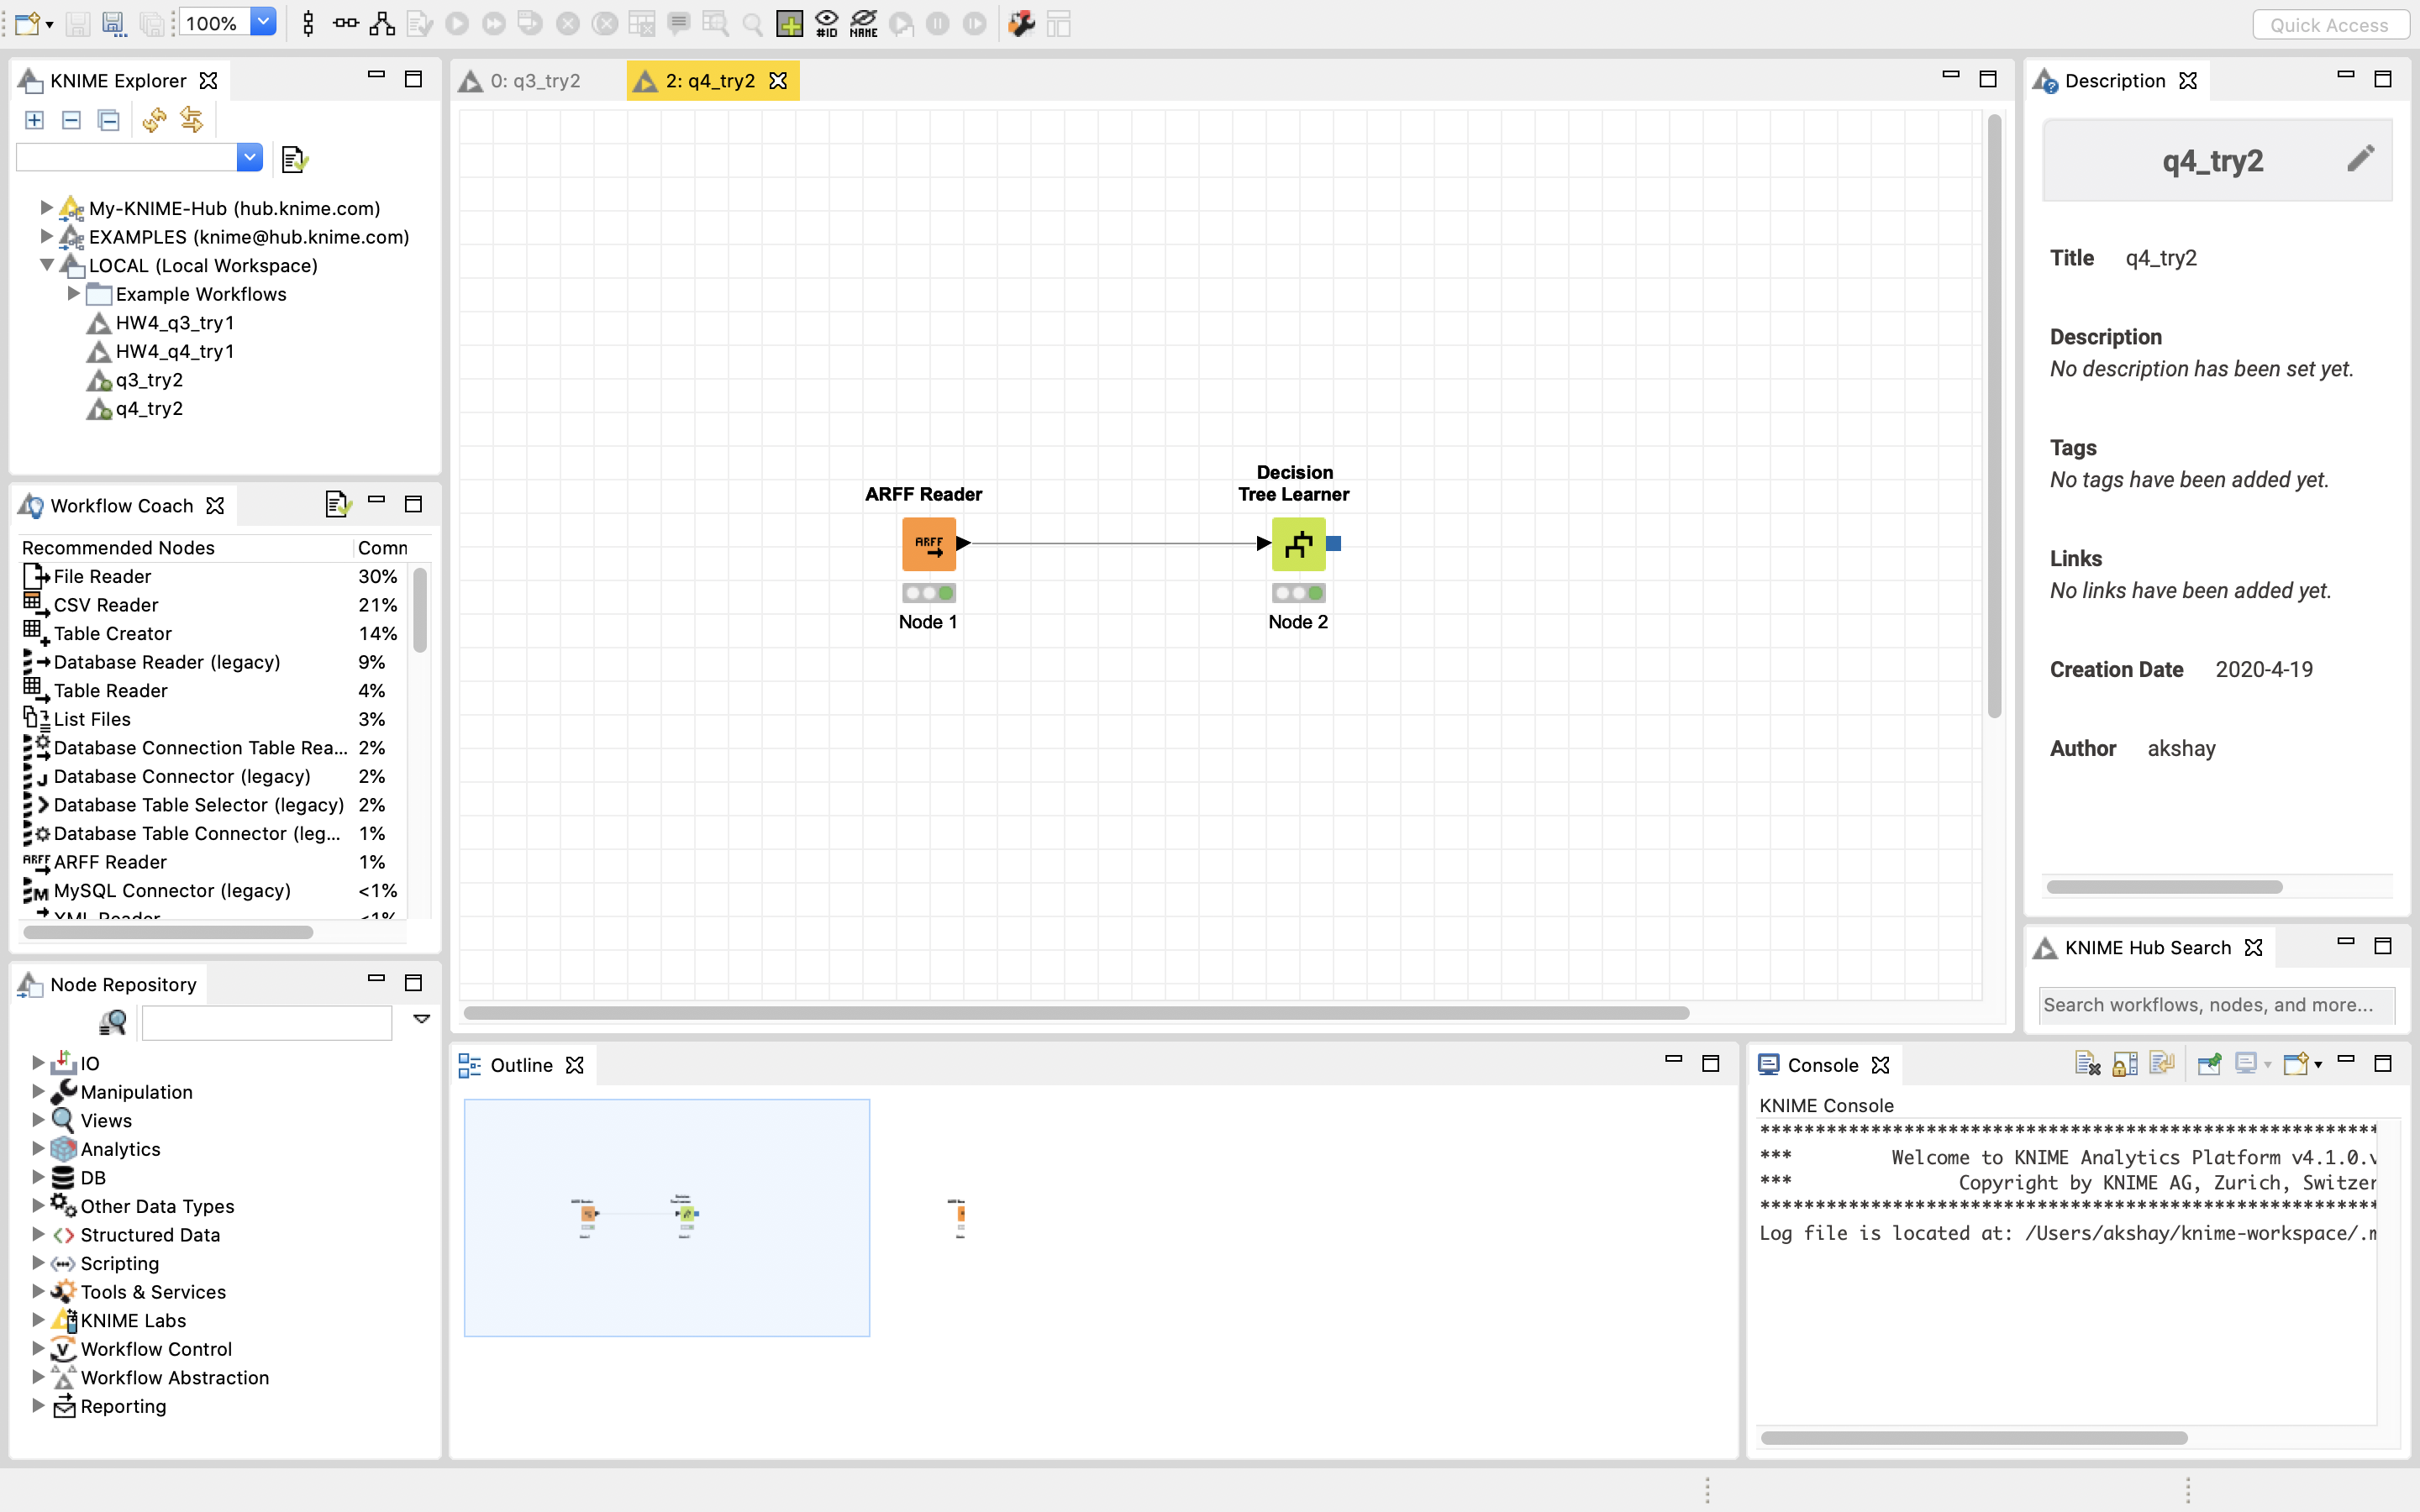 100%
#ID
NAME
Quick Access
KNIME Explorer
My-KNIME-Hub (hub.knime.com)
EXAMPLES (knime@hub.knime.com)
LOCAL (Local Workspace)
Example Workflows
HW4_q3_try1
HW4_q4_try1
q3_try2
q4_try2
Workflow Coach
Recommended Nodes Comm
File Reader 30%
CSV Reader 21%
Table Creator 14%
Database Reader (legacy) 9%
Table Reader 4%
List Files 3%
Database Connection Table Rea... 2%
Database Connector (legacy) 2%
Database Table Selector (legacy) 2%
Database Table Connector (leg... 1%
ARFF ARFF Reader 1%
MySQL Connector (legacy) <1%
XML Reader <1%
Node Repository
IO
Manipulation
Views
Analytics
DB
Other Data Types
Structured Data
Scripting
Tools & Services
KNIME Labs
Workflow Control
Workflow Abstraction
Reporting
0: q3_try2
2: q4_try2
ARFF Reader
ARFF
Node 1
Decision
Tree Learner
Node 2
Outline
Description
q4_try2
Title q4_try2
Description
No description has been set yet.
Tags
No tags have been added yet.
Links
No links have been added yet.
Creation Date 2020-4-19
Author akshay
KNIME Hub Search
Search workflows, nodes, and more...
Console
KNIME Console
********************************************************
*** Welcome to KNIME Analytics Platform v4.1.0.v
*** Copyright by KNIME AG, Zurich, Switzer
********************************************************
Log file is located at: /Users/akshay/knime-workspace/.m